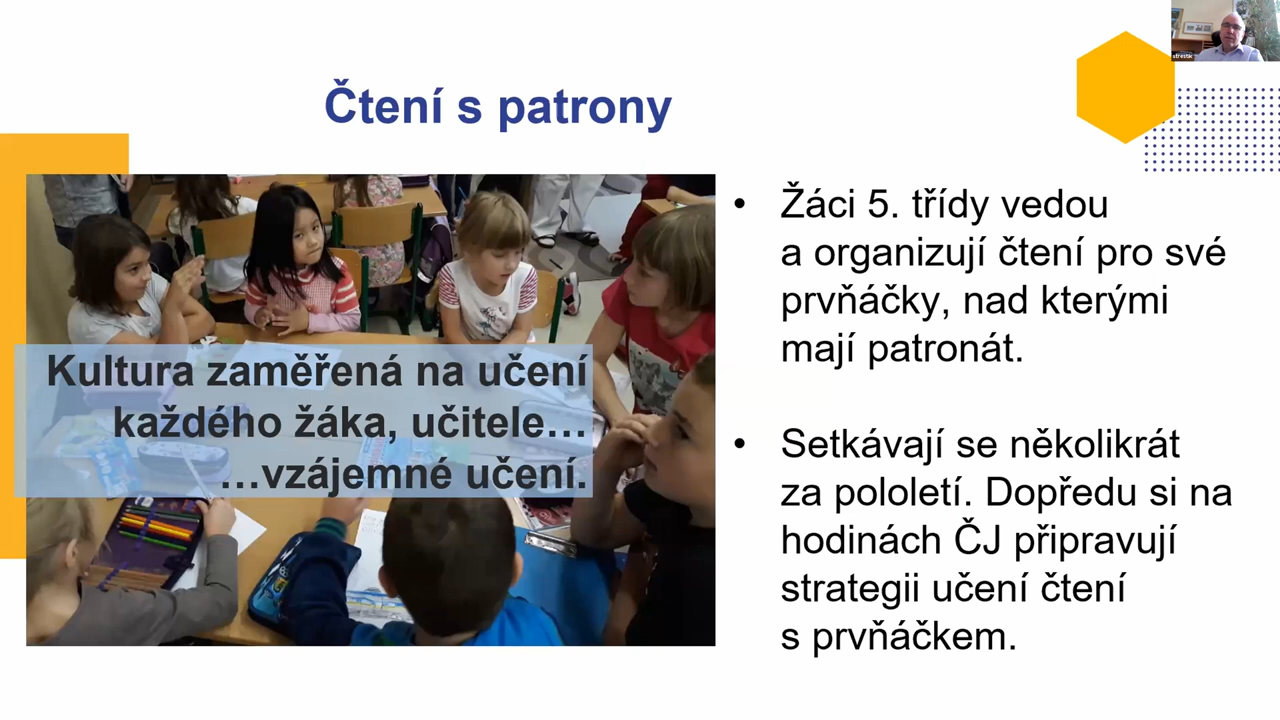 Čtení s patrony
Kultura zaměřená na učení
každého žáka, učitele…
…vzájemné učení.
• Žáci 5. třídy vedou
a organizují čtení pro své
prvňáčky, nad kterými
mají patronát.
• Setkávají se několikrát
za pololetí. Dopředu si na
hodinách ČJ připravují
strategii učení čtení
s prvňáčkem.